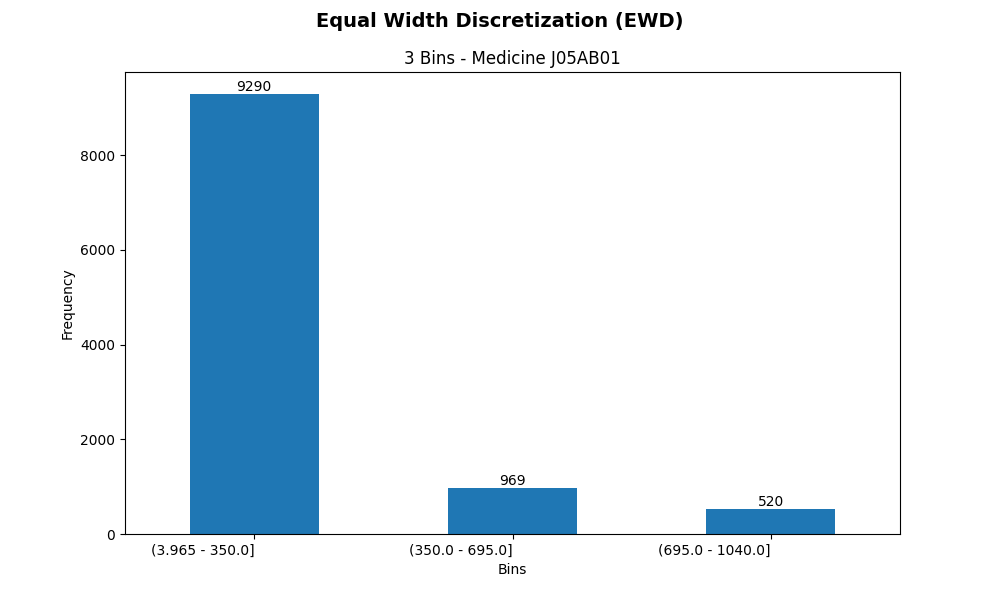 Equal Width Discretization (EWD)
3 Bins - Medicine J05AB01
9290
8000
6000
Frequency
4000
2000
969
520
0
(3.965 - 350.0]
(350.0 - 695.0]
(695.0 - 1040.0]
Bins